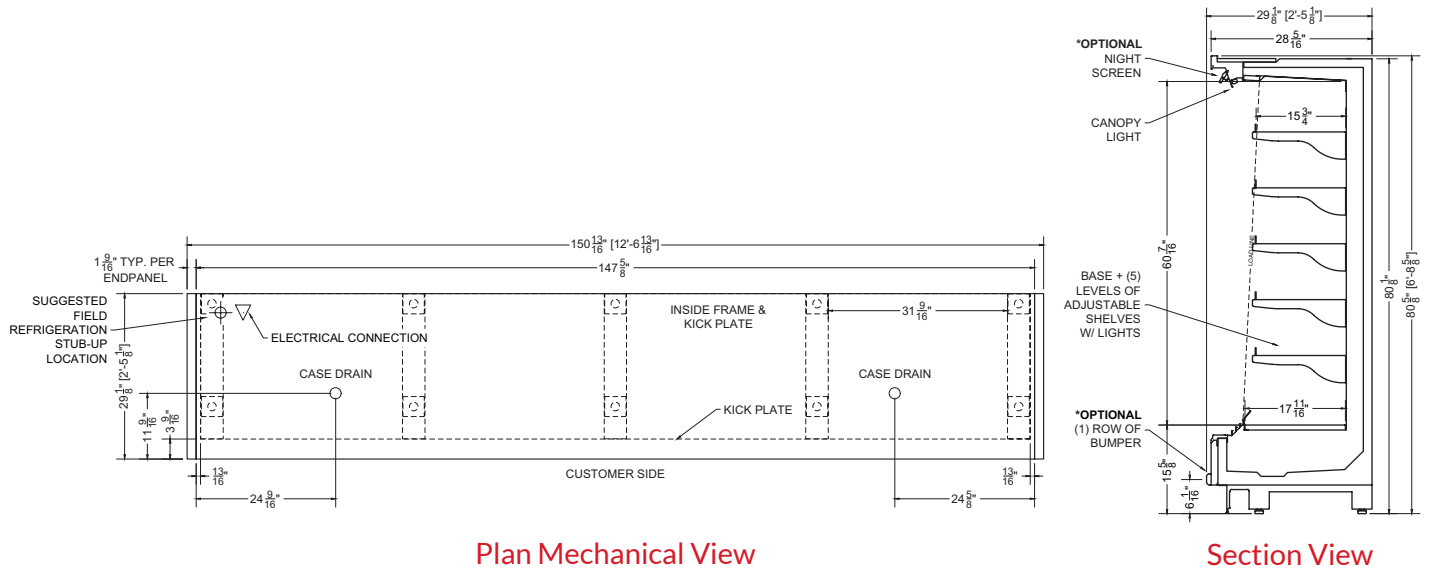 150 13/16" [12'-6 13/16"]
1 9/16" TYP. PER
ENDPANEL
147 5/8"
SUGGESTED
FIELD
REFRIGERATION
STUB-UP
LOCATION
ELECTRICAL CONNECTION
INSIDE FRAME &
KICK PLATE
31 9/16"
CASE DRAIN
CASE DRAIN
29 1/8" [2'-5 1/8"]
11 9/16"
3 9/16"
KICK PLATE
13/16"
CUSTOMER SIDE
13/16"
24 9/16"
24 5/8"
Plan Mechanical View
29 1/8" [2'-5 1/8"]
28 5/16"
*OPTIONAL
NIGHT
SCREEN
CANOPY
LIGHT
15 3/4"
60 7/16"
LOAD LINE
80 1/8"
80 5/8" [6'-8 5/8"]
BASE + (5)
LEVELS OF
ADJUSTABLE
SHELVES
W/ LIGHTS
17 11/16"
*OPTIONAL
(1) ROW OF
BUMPER
15 5/8"
6 1/16"
Section View